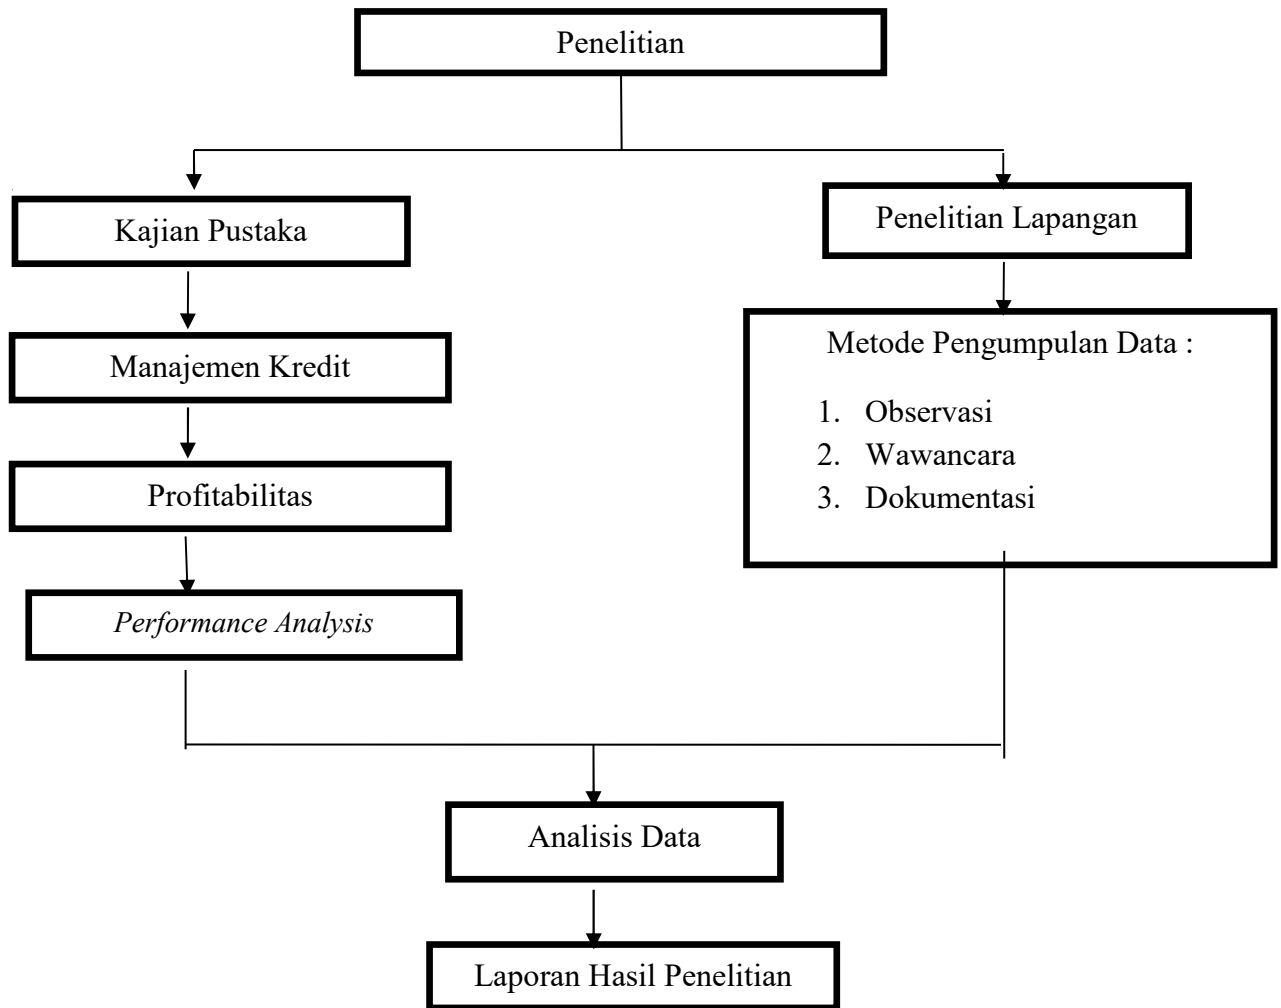 Penelitian
Kajian Pustaka
Penelitian Lapangan
Manajemen Kredit
Metode Pengumpulan Data :
1. Observasi
2. Wawancara
3. Dokumentasi
Profitabilitas
Performance Analysis
Analisis Data
Laporan Hasil Penelitian